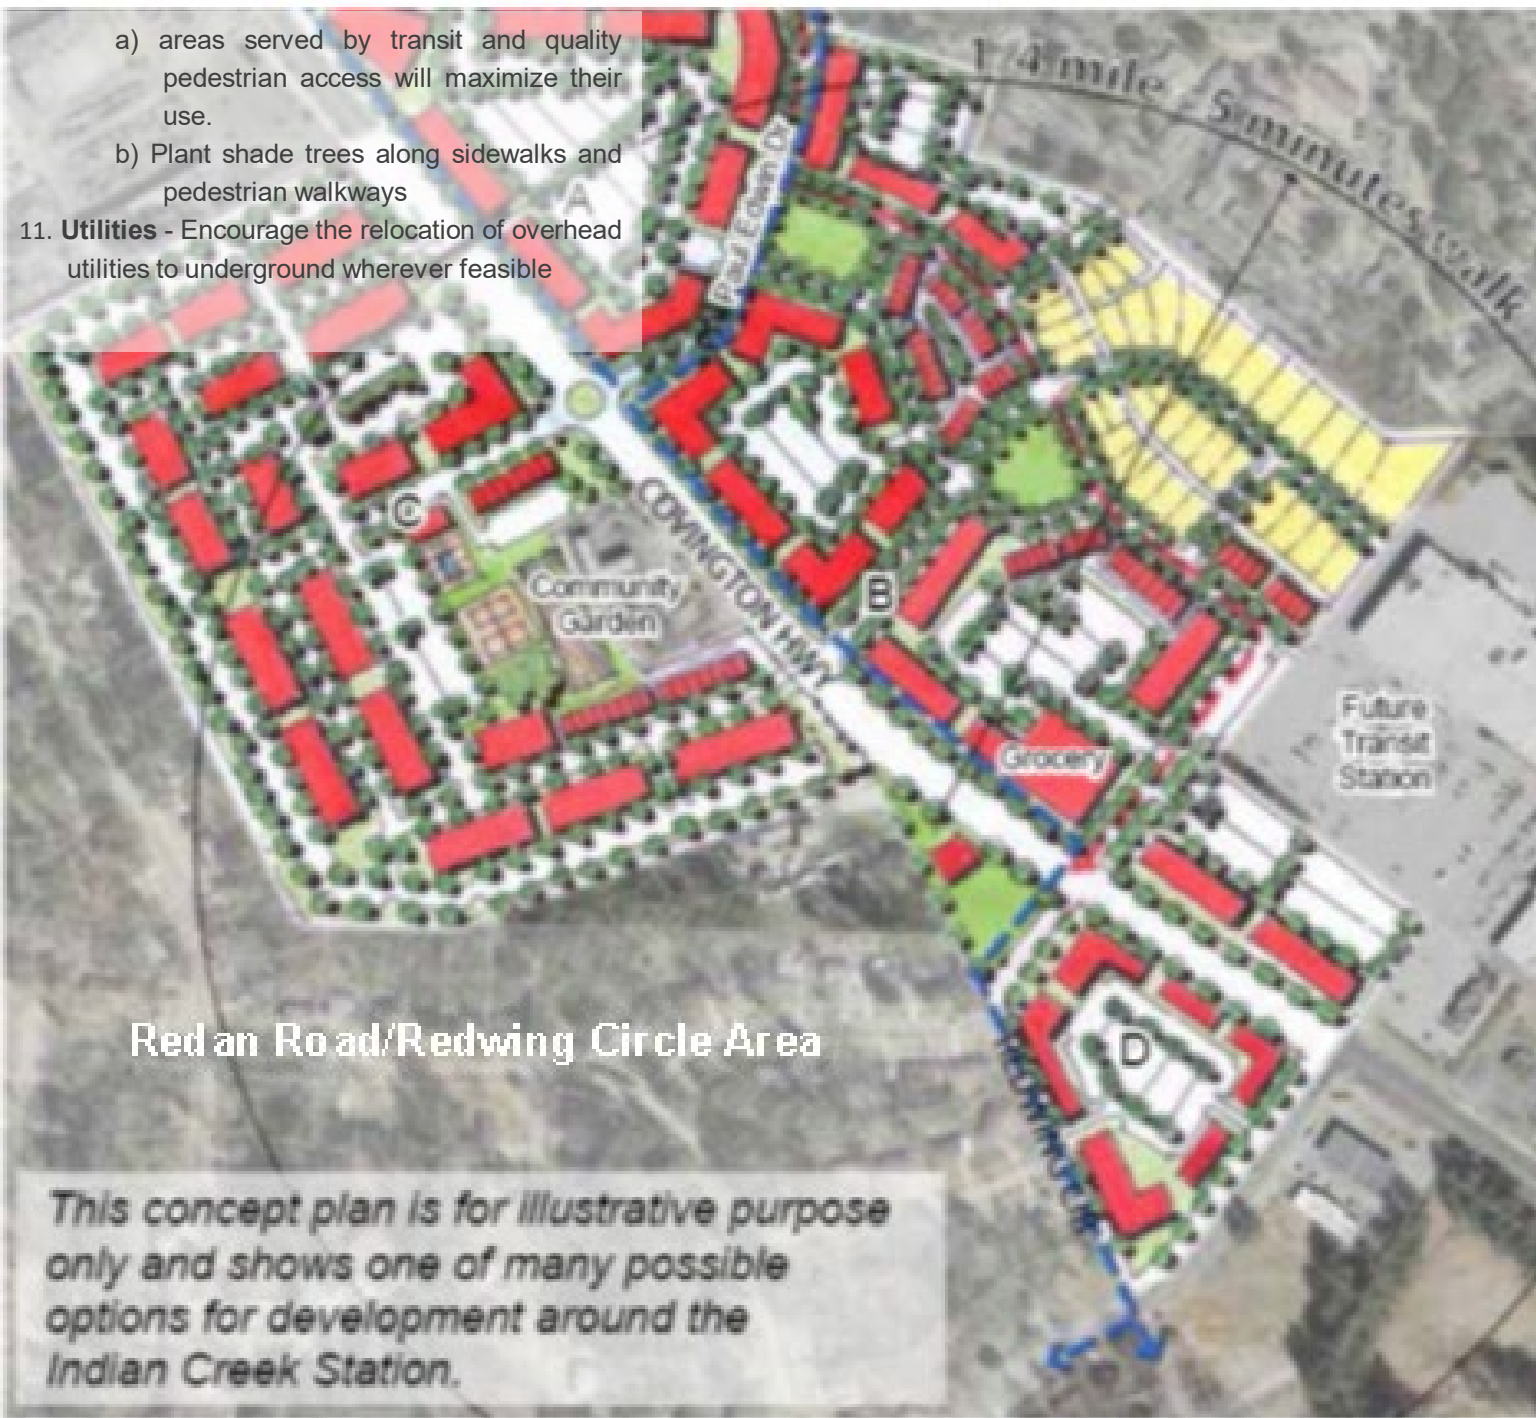 a) areas served by transit and quality
pedestrian access will maximize their
use.
b) Plant shade trees along sidewalks and
pedestrian walkways
11. Utilities - Encourage the relocation of overhead
utilities to underground wherever feasible
1/4 mile - 5 minutes walk
A
Paul Edwin Dr
C
COVINGTON HWY
Community
Garden
B
Grocery
Future
Transit
Station
D
Redan Road/Redwing Circle Area
This concept plan is for illustrative purpose
only and shows one of many possible
options for development around the
Indian Creek Station.